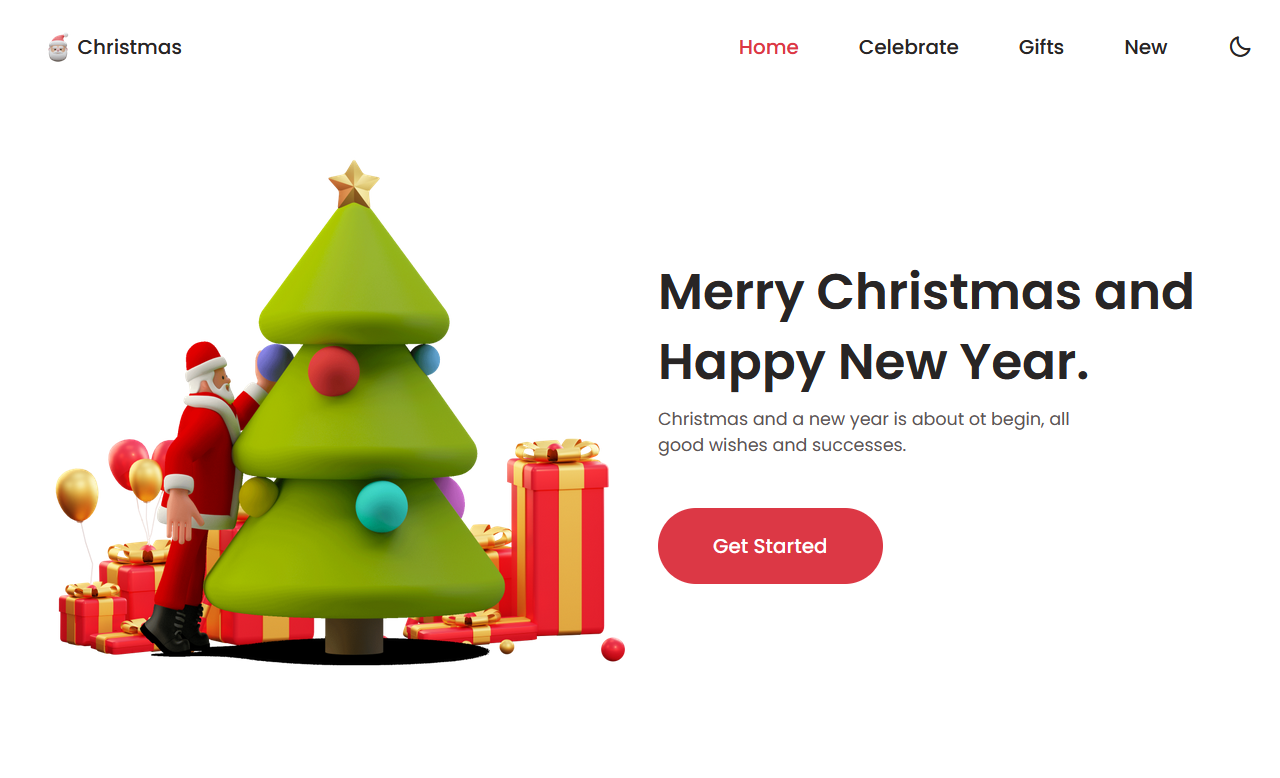 Christmas
Home
Celebrate
Gifts
New
Merry Christmas and
Happy New Year.
Christmas and a new year is about ot begin, all
good wishes and successes.
Get Started